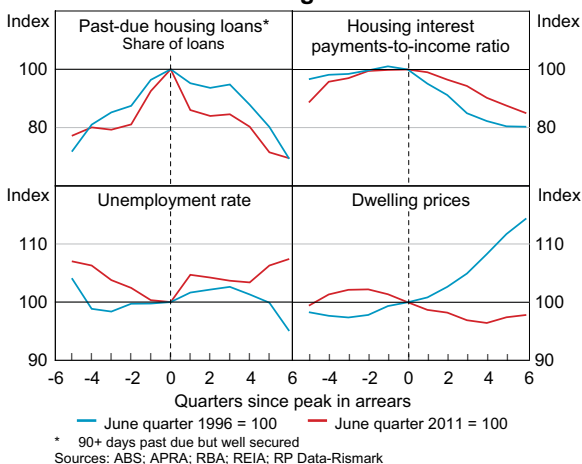 Index
Past-due housing loans*
Share of loans
Housing interest
payments-to-income ratio
Index
100
100
80
80
Index
Unemployment rate
Dwelling prices
Index
110
110
100
100
90
90
-6 -4 -2 0 2 4 6 -4 -2 0 2 4 6
Quarters since peak in arrears
June quarter 1996 = 100 June quarter 2011 = 100
* 90+ days past due but well secured
Sources: ABS; APRA; RBA; REIA; RP Data-Rismark